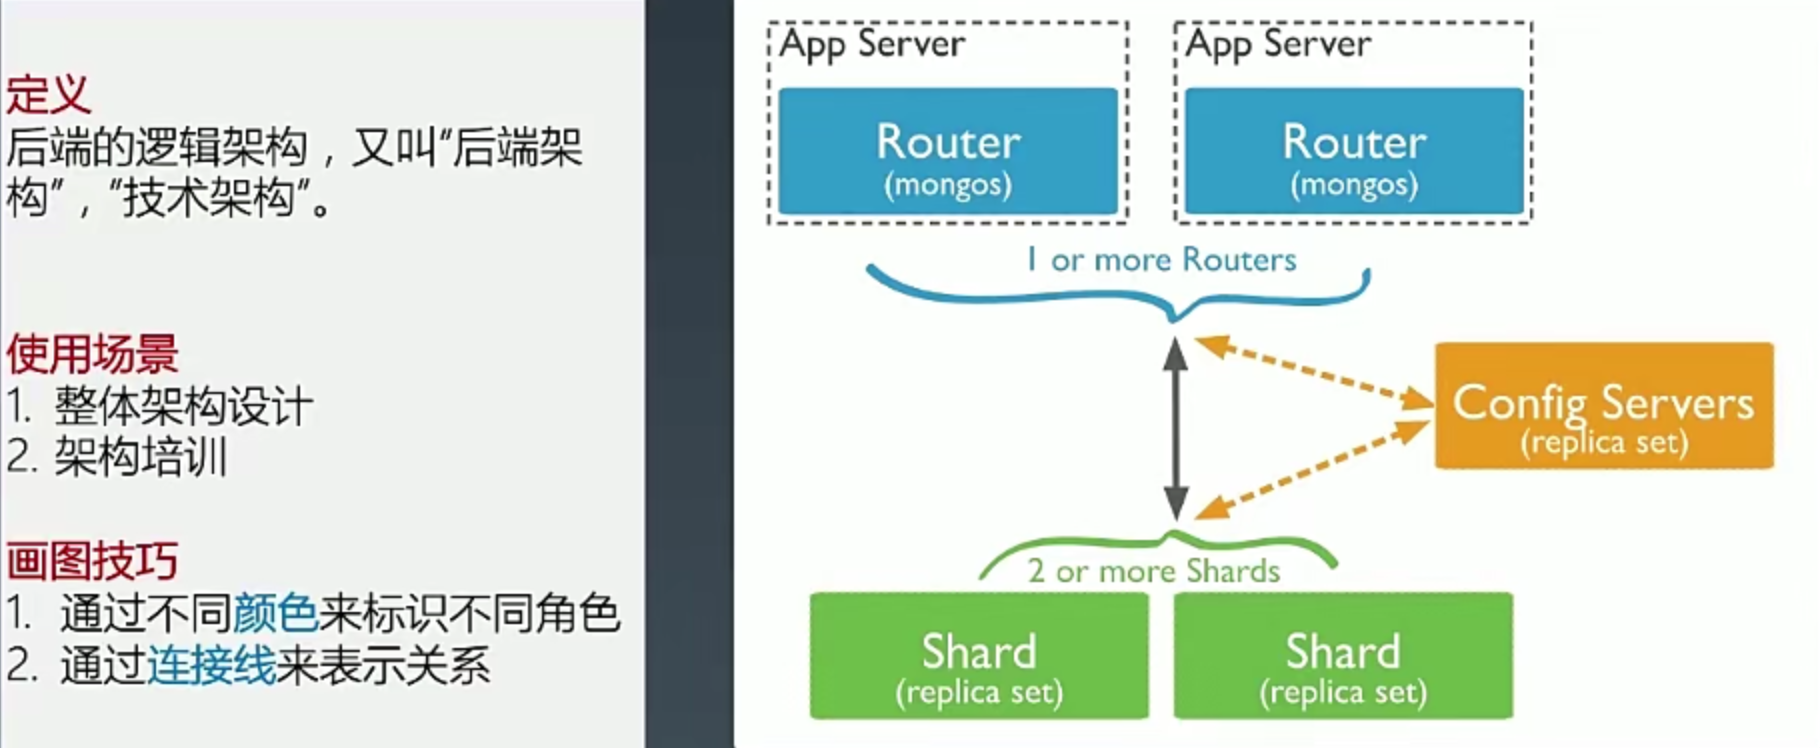 定义
后端的逻辑架构，又叫“后端架
构”，“技术架构”。
使用场景
1. 整体架构设计
2. 架构培训
画图技巧
1. 通过不同颜色来标识不同角色
2. 通过连接线来表示关系
App Server
Router
(mongos)
App Server
Router
(mongos)
1 or more Routers
Config Servers
(replica set)
2 or more Shards
Shard
(replica set)
Shard
(replica set)